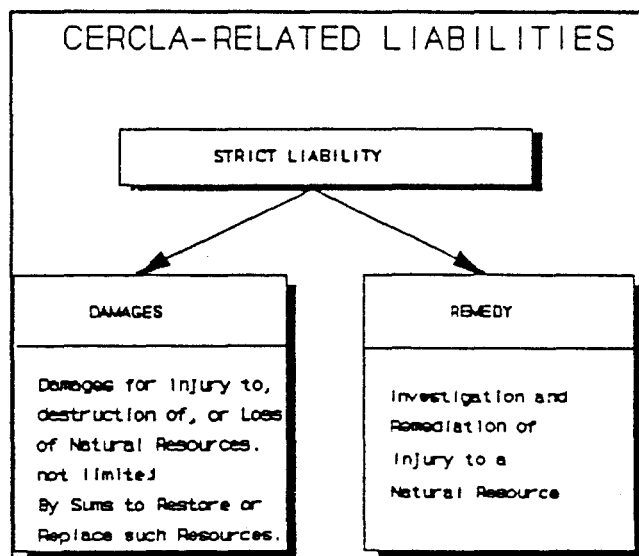 CERCLA-RELATED LIABILITIES
STRICT LIABILITY
DAMAGES
Damages for Injury to,
destruction of, or Loss
of Natural Resources.
not limited
By Sums to Restore or
Replace such Resources.
REMEDY
Investigation and
Remediation of
Injury to a
Natural Resource